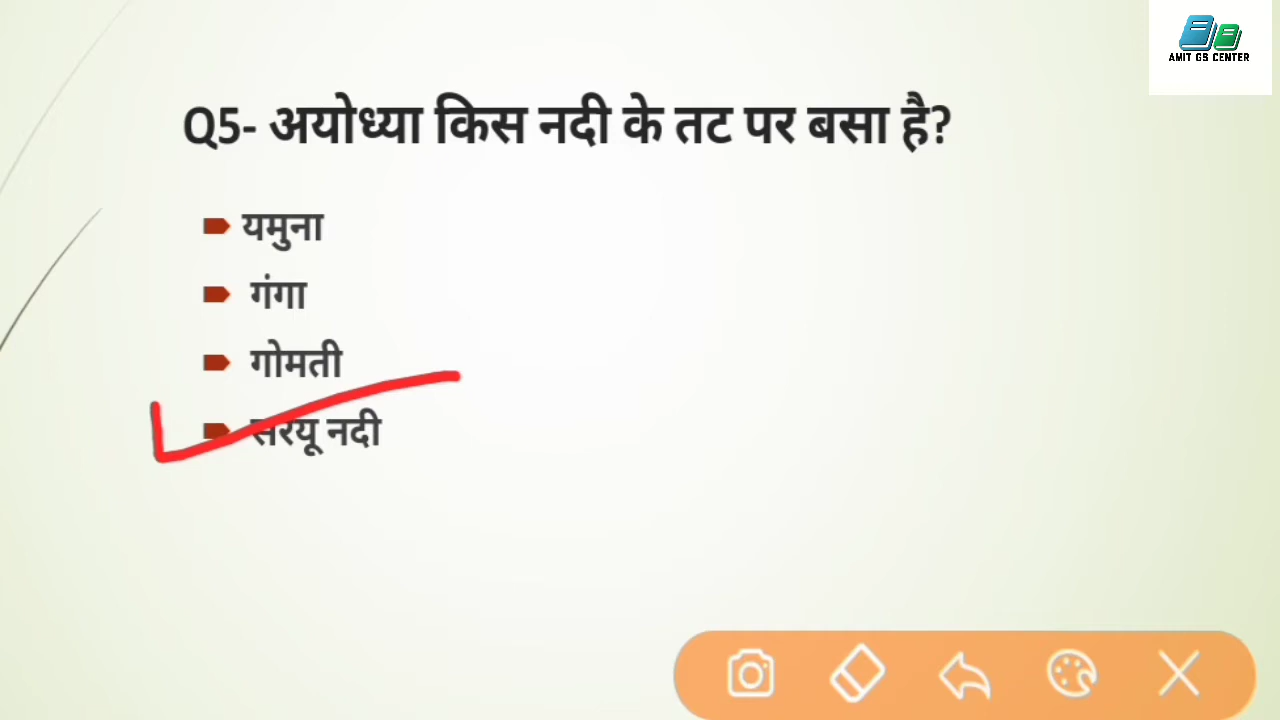 AMIT GS CENTER
Q5- अयोध्या किस नदी के तट पर बसा है?
यमुना
गंगा
गोमती
सरयू नदी